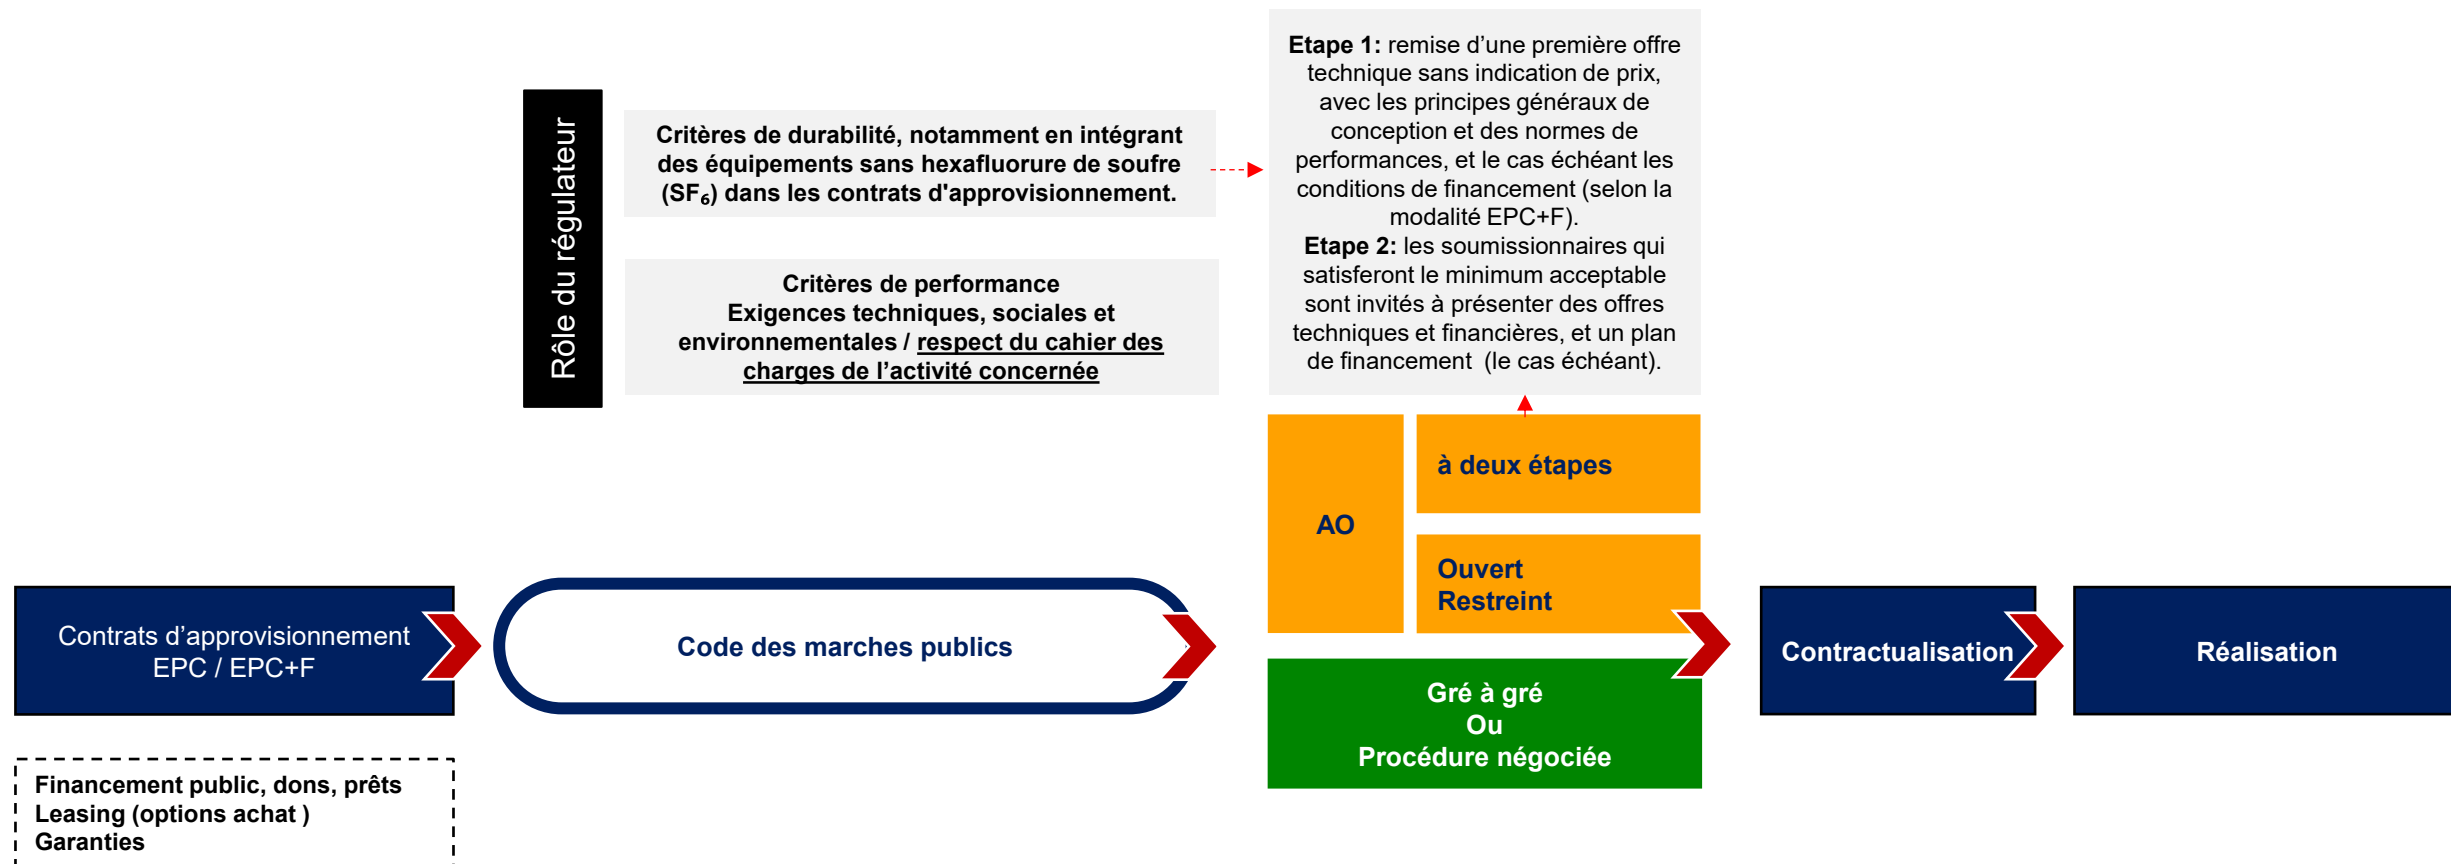 Etape 1: remise d’une première offre
technique sans indication de prix,
avec les principes généraux de
conception et des normes de
performances, et le cas échéant les
conditions de financement (selon la
modalité EPC+F).
Etape 2: les soumissionnaires qui
satisferont le minimum acceptable
sont invités à présenter des offres
techniques et financières, et un plan
de financement  (le cas échéant).
Rôle du régulateur
Critères de durabilité, notamment en intégrant
des équipements sans hexafluorure de soufre
(SF₆) dans les contrats d'approvisionnement.
Critères de performance
Exigences techniques, sociales et
environnementales / respect du cahier des
charges de l’activité concernée
à deux étapes
AO
Ouvert
Restreint
Contrats d’approvisionnement
EPC / EPC+F
Code des marches publics
Gré à gré
Ou
Procédure négociée
Contractualisation
Réalisation
Financement public, dons, prêts
Leasing (options achat )
Garanties